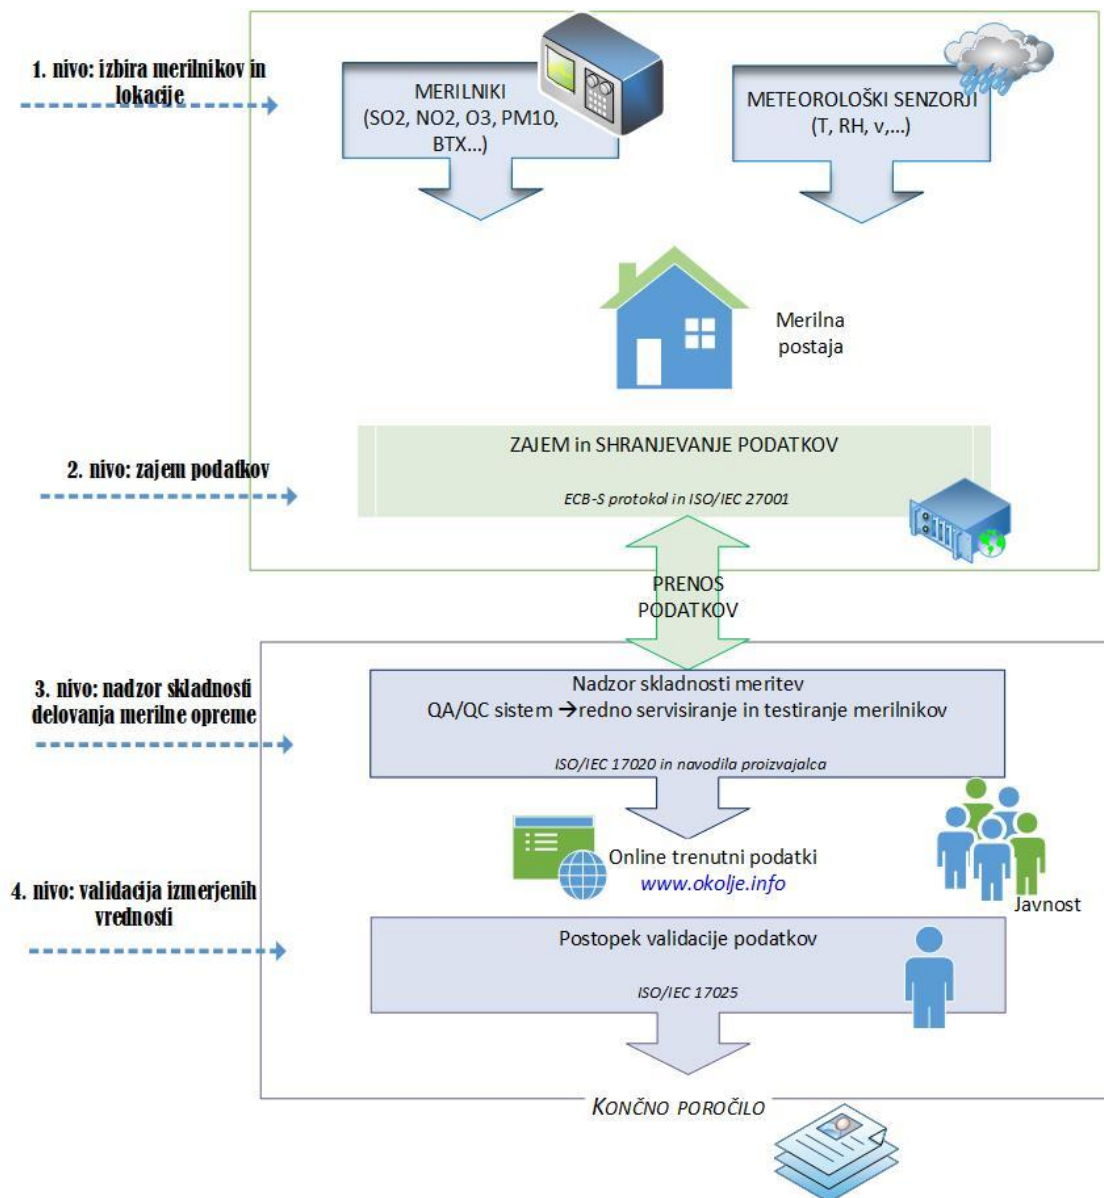 1. nivo: izbira merilnikov in
lokacije
MERILNIKI
(SO2, NO2, O3, PM10,
BTX...)
METEOROLOŠKI SENZORJI
(T, RH, v,...)
Merilna
postaja
2. nivo: zajem podatkov
ZAJEM in SHRANJEVANJE PODATKOV
ECB-S protokol in ISO/IEC 27001
PRENOS
PODATKOV
3. nivo: nadzor skladnosti
delovanja merilne opreme
Nadzor skladnosti meritev
QA/QC sistem →redno servisiranje in testiranje merilnikov
ISO/IEC 17020 in navodila proizvajalca
Online trenutni podatki
www.okolje.info
Javnost
4. nivo: validacija izmerjenih
vrednosti
Postopek validacije podatkov
ISO/IEC 17025
KONČNO POROČILO